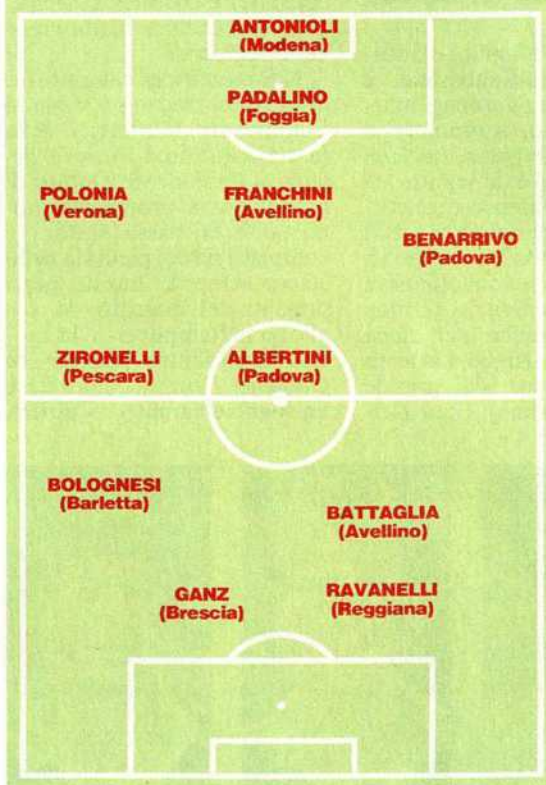 ANTONIOLI
(Modena)
PADALINO
(Foggia)
POLONIA
(Verona)
FRANCHINI
(Avellino)
BENARRIVO
(Padova)
ZIRONELLI
(Pescara)
ALBERTINI
(Padova)
BOLOGNESI
(Barletta)
BATTAGLIA
(Avellino)
GANZ
(Brescia)
RAVANELLI
(Reggiana)